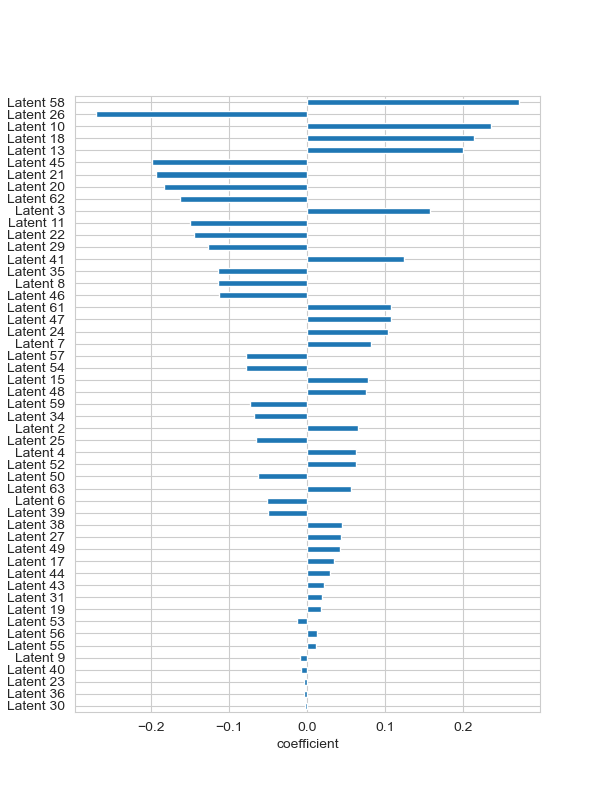 Latent 58
Latent 26
Latent 10
Latent 18
Latent 13
Latent 45
Latent 21
Latent 20
Latent 62
Latent 3
Latent 11
Latent 22
Latent 29
Latent 41
Latent 35
Latent 8
Latent 46
Latent 61
Latent 47
Latent 24
Latent 7
Latent 57
Latent 54
Latent 15
Latent 48
Latent 59
Latent 34
Latent 2
Latent 25
Latent 4
Latent 52
Latent 50
Latent 63
Latent 6
Latent 39
Latent 38
Latent 27
Latent 49
Latent 17
Latent 44
Latent 43
Latent 31
Latent 19
Latent 53
Latent 56
Latent 55
Latent 9
Latent 40
Latent 23
Latent 36
Latent 30
−0.2 −0.1 0.0 0.1 0.2
coefficient